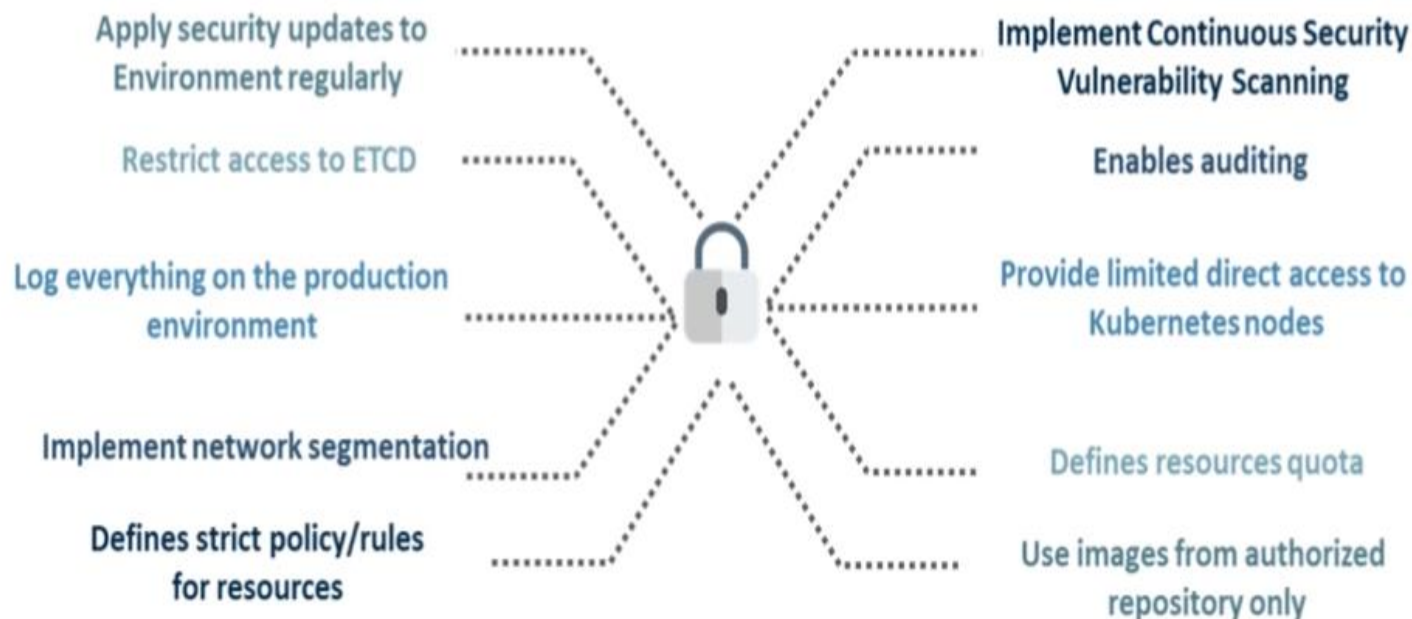 Apply security updates to
Environment regularly
Restrict access to ETCD
Log everything on the production
environment
Implement network segmentation
Defines strict policy/rules
for resources
Implement Continuous Security
Vulnerability Scanning
Enables auditing
Provide limited direct access to
Kubernetes nodes
Defines resources quota
Use images from authorized
repository only